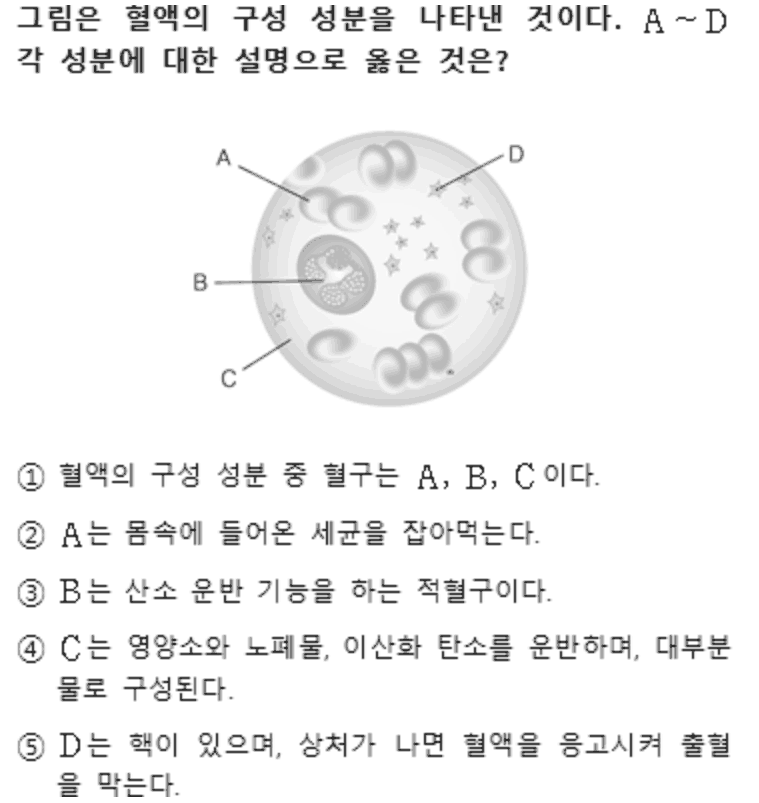 그림은 혈액의 구성 성분을 나타낸 것이다. A ~ D
각 성분에 대한 설명으로 옳은 것은?
A
D
B
C
① 혈액의 구성 성분 중 혈구는 A, B, C이다.
② A는 몸속에 들어온 세균을 잡아먹는다.
③ B는 산소 운반 기능을 하는 적혈구이다.
④ C는 영양소와 노폐물, 이산화 탄소를 운반하며, 대부분
물로 구성된다.
⑤ D는 핵이 있으며, 상처가 나면 혈액을 응고시켜 출혈
을 막는다.